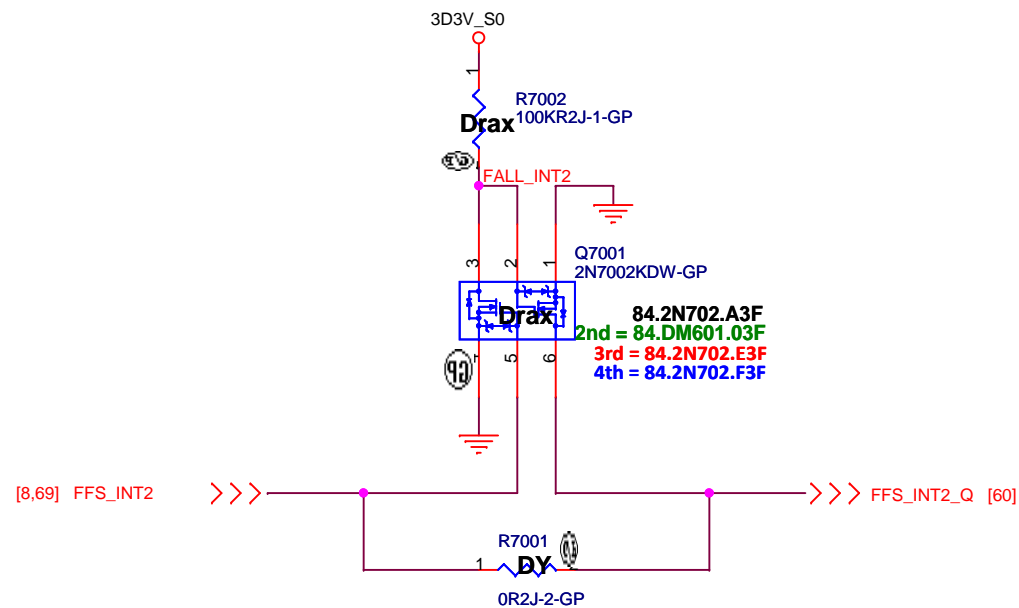 3D3V_S0
1
R7002
100KR2J-1-GP
Drax
FALL_INT2
3
2
1
Q7001
2N7002KDW-GP
Drax
84.2N702.A3F
2nd = 84.DM601.03F
3rd = 84.2N702.E3F
4th = 84.2N702.F3F
GP
5
6
[8,69] FFS_INT2
FFS_INT2_Q [60]
R7001
1
DY
0R2J-2-GP